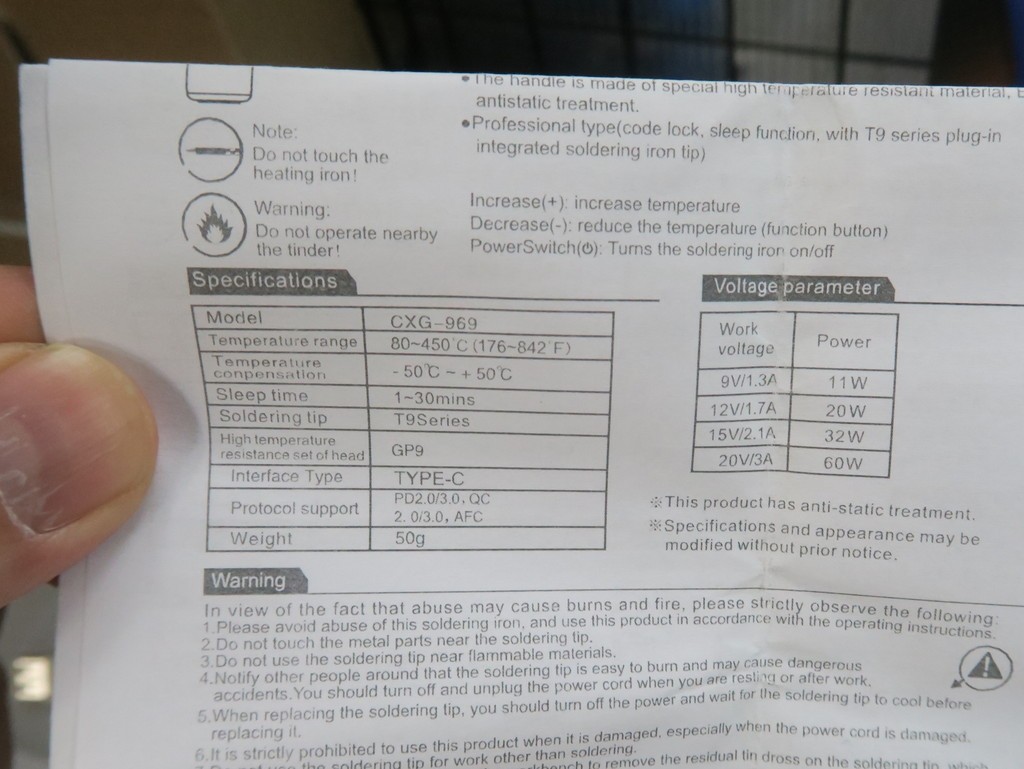 •The handle is made of special high temperature resistant material,
antistatic treatment.
•Professional type(code lock, sleep function, with T9 series plug-in
integrated soldering iron tip)
Note:
Do not touch the
heating iron!
Warning:
Do not operate nearby
the tinder!
Increase(+): increase temperature
Decrease(-): reduce the temperature (function button)
PowerSwitch(⏻): Turns the soldering iron on/off
Specifications
Model CXG-969
Temperature range 80~450℃(176~842℉)
Temperature
conpensation - 50℃ ~ + 50℃
Sleep time 1~30mins
Soldering tip T9Series
High temperature
resistance set of head GP9
Interface Type TYPE-C
Protocol support PD2.0/3.0, QC
2. 0/3.0, AFC
Weight 50g
Voltage parameter
Work
voltage Power
9V/1.3A 11W
12V/1.7A 20W
15V/2.1A 32W
20V/3A 60W
※This product has anti-static treatment.
※Specifications and appearance may be
modified without prior notice.
Warning
In view of the fact that abuse may cause burns and fire, please strictly observe the following:
1.Please avoid abuse of this soldering iron, and use this product in accordance with the operating instructions.
2.Do not touch the metal parts near the soldering tip.
3.Do not use the soldering tip near flammable materials.
4.Notify other people around that the soldering tip is easy to burn and may cause dangerous
accidents.You should turn off and unplug the power cord when you are resting or after work.
5.When replacing the soldering tip, you should turn off the power and wait for the soldering tip to cool before
replacing it.
6.It is strictly prohibited to use this product when it is damaged, especially when the power cord is damaged.
the soldering tip for work other than soldering.
to remove the residual tin dross on the soldering tip, which